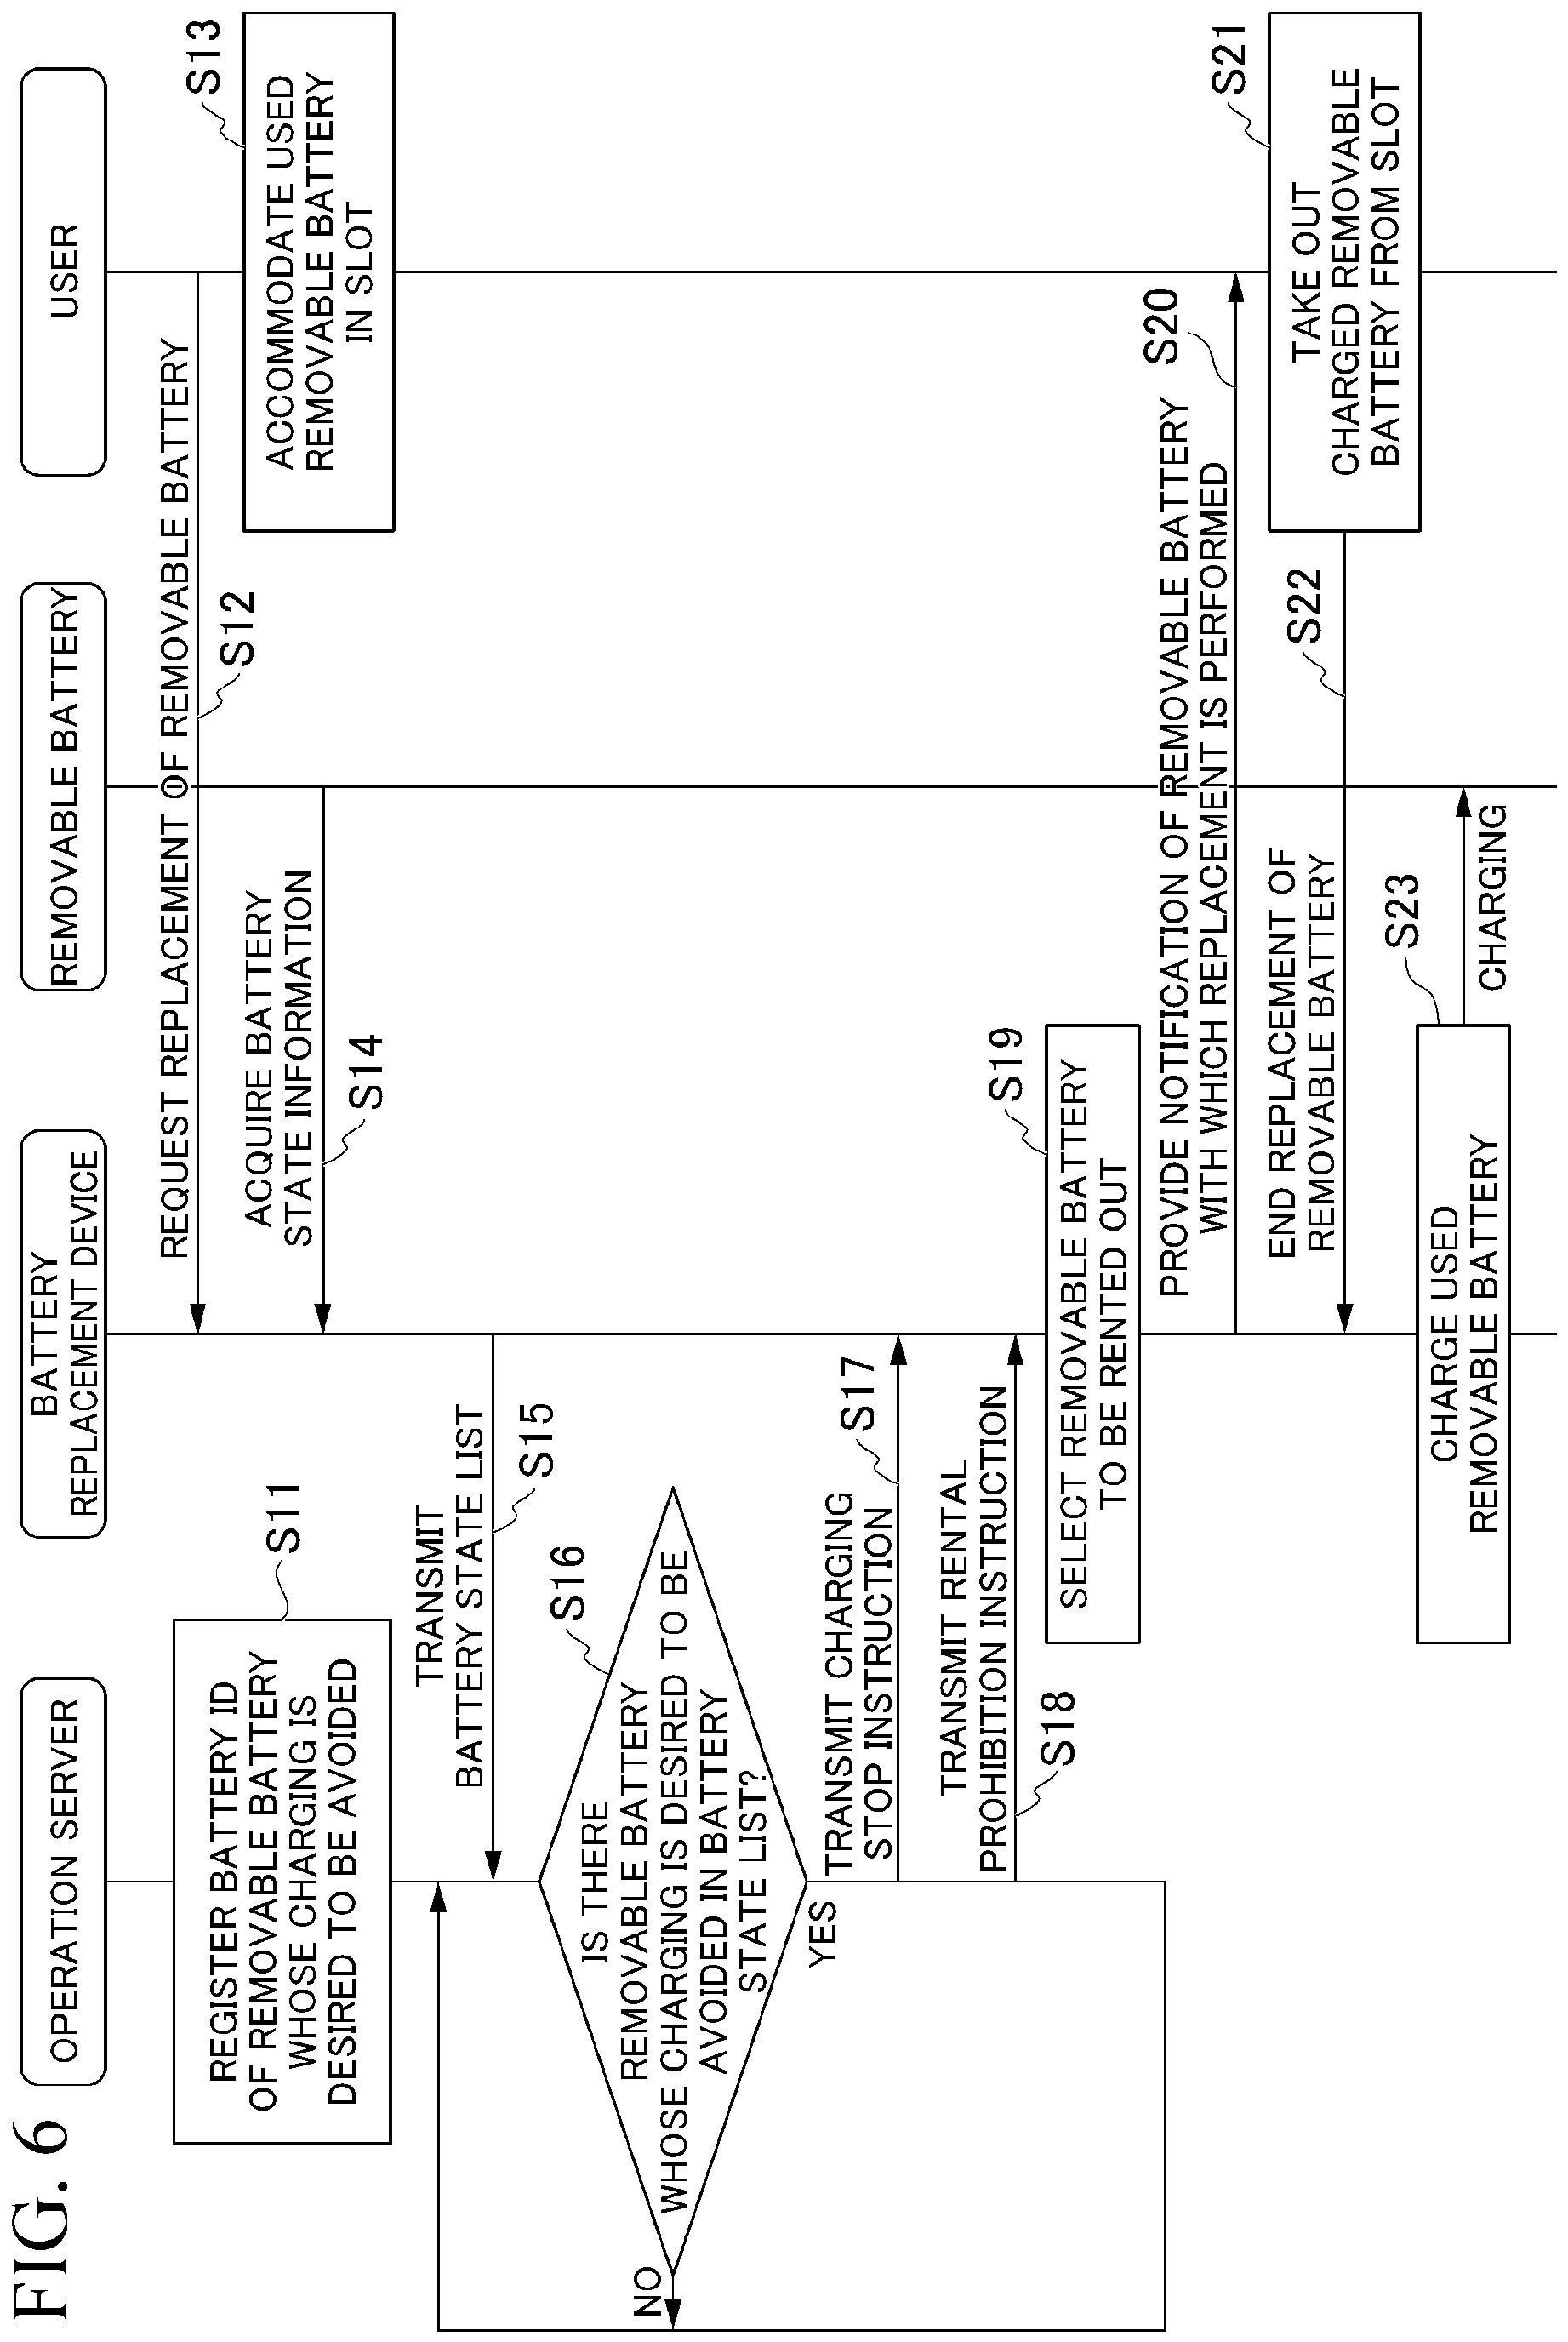 FIG. 6
OPERATION SERVER
BATTERY
REPLACEMENT DEVICE
REMOVABLE BATTERY
USER
REGISTER BATTERY ID
OF REMOVABLE BATTERY
WHOSE CHARGING IS
DESIRED TO BE AVOIDED
S11
REQUEST REPLACEMENT OF REMOVABLE BATTERY
S12
S13
ACCOMMODATE USED
REMOVABLE BATTERY
IN SLOT
ACQUIRE BATTERY
STATE INFORMATION
S14
TRANSMIT
BATTERY STATE LIST
S15
S16
IS THERE
REMOVABLE BATTERY
WHOSE CHARGING IS DESIRED TO BE
AVOIDED IN BATTERY
STATE LIST?
NO
YES
TRANSMIT CHARGING
STOP INSTRUCTION
S17
TRANSMIT RENTAL
PROHIBITION INSTRUCTION
S18
S19
SELECT REMOVABLE BATTERY
TO BE RENTED OUT
PROVIDE NOTIFICATION OF REMOVABLE BATTERY
WITH WHICH REPLACEMENT IS PERFORMED
S20
S21
TAKE OUT
CHARGED REMOVABLE
BATTERY FROM SLOT
END REPLACEMENT OF
REMOVABLE BATTERY
S22
S23
CHARGE USED
REMOVABLE BATTERY
CHARGING